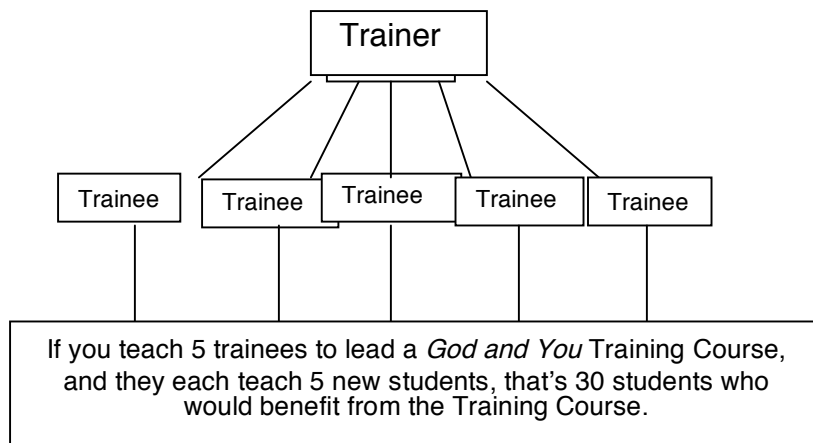 Trainer
Trainee Trainee Trainee Trainee Trainee
If you teach 5 trainees to lead a God and You Training Course,
and they each teach 5 new students, that's 30 students who
would benefit from the Training Course.